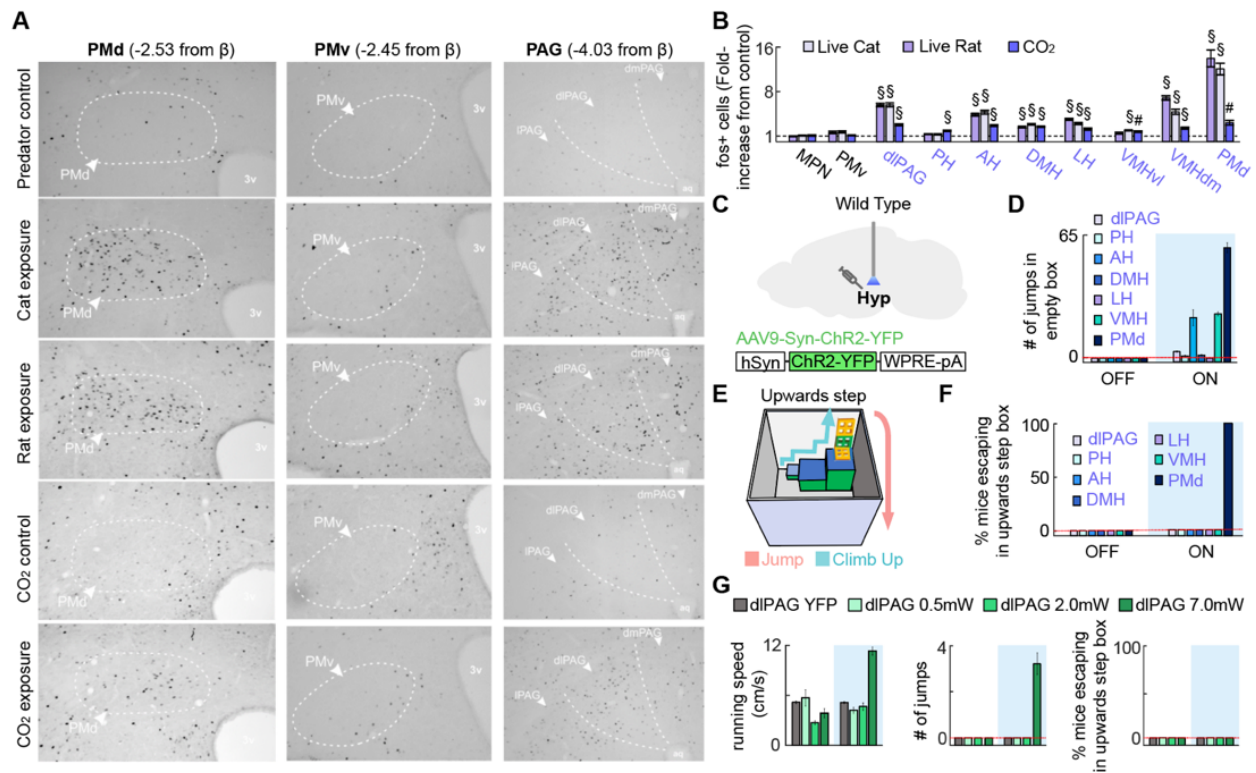 A
PMd (-2.53 from β)
PMv (-2.45 from β)
PAG (-4.03 from β)
Predator control
PMd
3v
PMv
3v
dmPAG
dlPAG
lPAG
aq
Cat exposure
PMd
3v
PMv
3v
dmPAG
dlPAG
lPAG
aq
Rat exposure
PMd
3v
PMv
3v
dmPAG
dlPAG
lPAG
aq
CO₂ control
PMd
3v
PMv
3v
dmPAG
dlPAG
lPAG
aq
CO₂ exposure
PMd
3v
PMv
3v
dmPAG
dlPAG
lPAG
aq
B
fos+ cells (Fold-
increase from control)
16
8
1
Live Cat
Live Rat
CO₂
§ § §
§
§ § §
§ § §
§ § §
§ #
§ § §
§ § #
MPN
PMv
dlPAG
PH
AH
DMH
LH
VMHvl
VMHdm
PMd
C
Wild Type
Hyp
AAV9-Syn-ChR2-YFP
hSyn
ChR2-YFP
WPRE-pA
D
# of jumps in
empty box
65
0
dlPAG
PH
AH
DMH
LH
VMH
PMd
OFF
ON
E
Upwards step
Jump
Climb Up
F
% mice escaping
in upwards step box
100
50
0
dlPAG
PH
AH
DMH
LH
VMH
PMd
OFF
ON
G
dlPAG YFP
dlPAG 0.5mW
dlPAG 2.0mW
dlPAG 7.0mW
running speed
(cm/s)
12
0
# of jumps
4
0
% mice escaping
in upwards step box
100
0